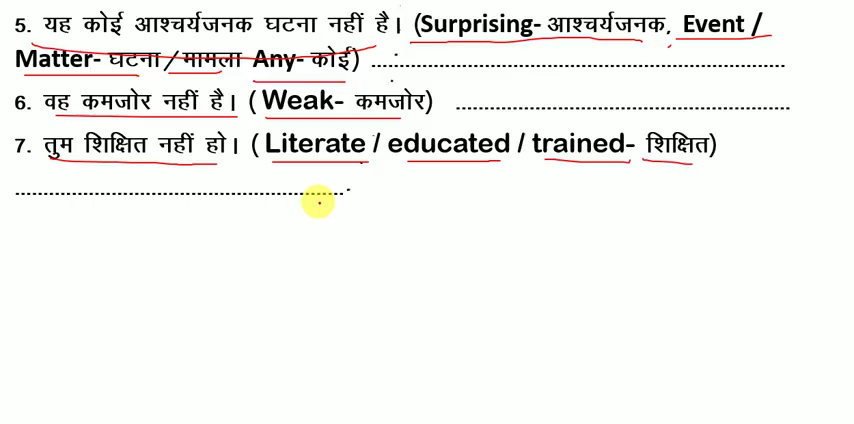 5. यह कोई आश्चर्यजनक घटना नहीं है। (Surprising- आश्चर्यजनक, Event /
Matter- घटना / मामला Any- कोई) ..............................................................................
6. वह कमजोर नहीं है। ( Weak- कमजोर) ...............................................................
7. तुम शिक्षित नहीं हो। ( Literate / educated / trained- शिक्षित)
..............................................................